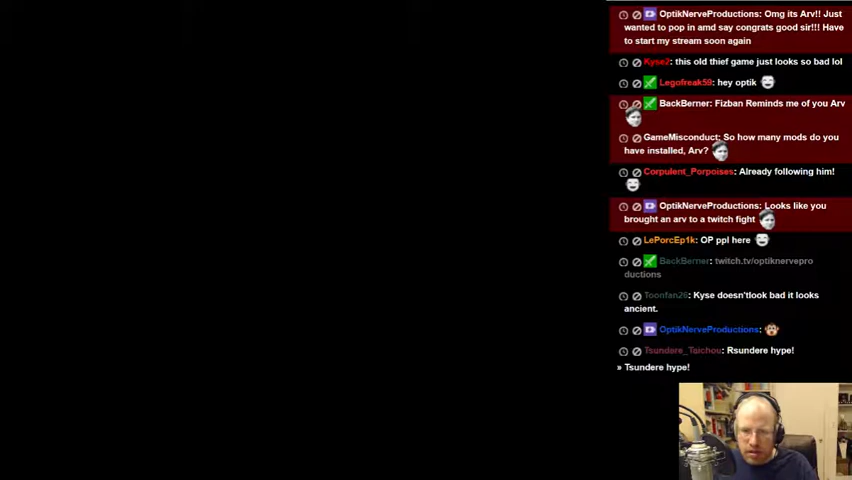 OptikNerveProductions: Omg its Arv!! Just
wanted to pop in amd say congrats good sir!!! Have
to start my stream soon again
Kyse2: this old thief game just looks so bad lol
Legofreak59: hey optik
BackBerner: Fizban Reminds me of you Arv
GameMisconduct: So how many mods do you
have installed, Arv?
Corpulent_Porpoises: Already following him!
OptikNerveProductions: Looks like you
brought an arv to a twitch fight
LePorcEp1k: OP ppl here
BackBerner: twitch.tv/optiknervepro
ductions
Toonfan26: Kyse doesn'tlook bad it looks
ancient.
OptikNerveProductions:
Tsundere_Taichou: Rsundere hype!
» Tsundere hype!